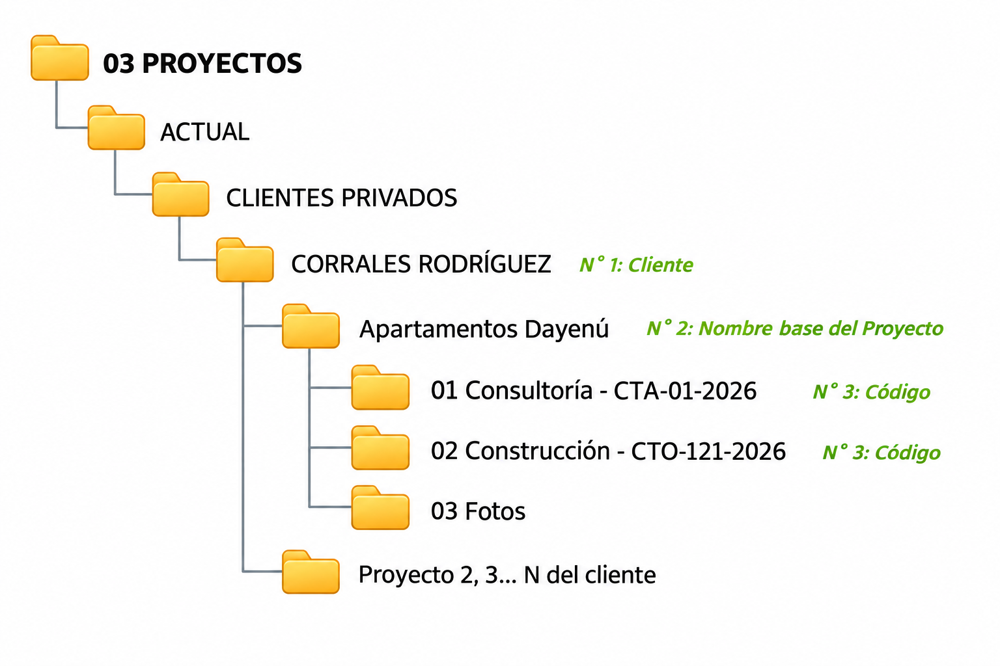 03 PROYECTOS
ACTUAL
CLIENTES PRIVADOS
CORRALES RODRÍGUEZ N° 1: Cliente
Apartamentos Dayenú N° 2: Nombre base del Proyecto
01 Consultoría - CTA-01-2026 N° 3: Código
02 Construcción - CTO-121-2026 N° 3: Código
03 Fotos
Proyecto 2, 3... N del cliente